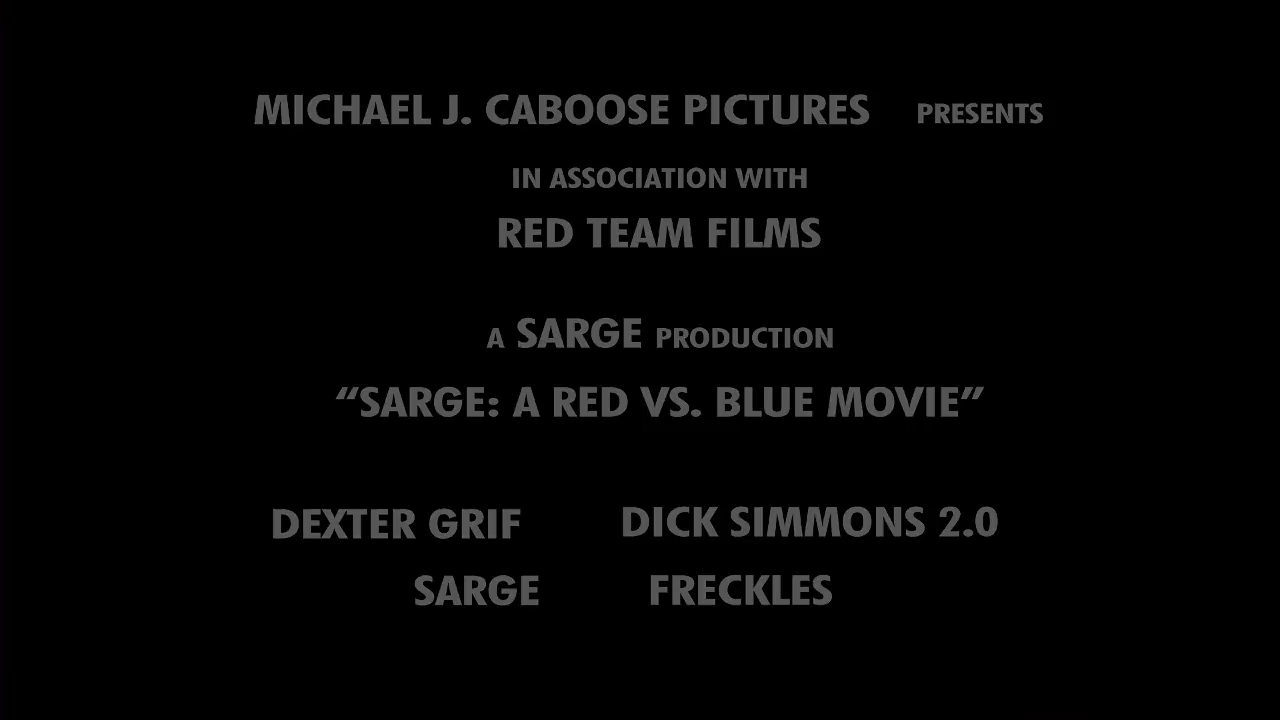 MICHAEL J. CABOOSE PICTURES PRESENTS
IN ASSOCIATION WITH
RED TEAM FILMS
A SARGE PRODUCTION
“SARGE: A RED VS. BLUE MOVIE”
DEXTER GRIF DICK SIMMONS 2.0
SARGE FRECKLES